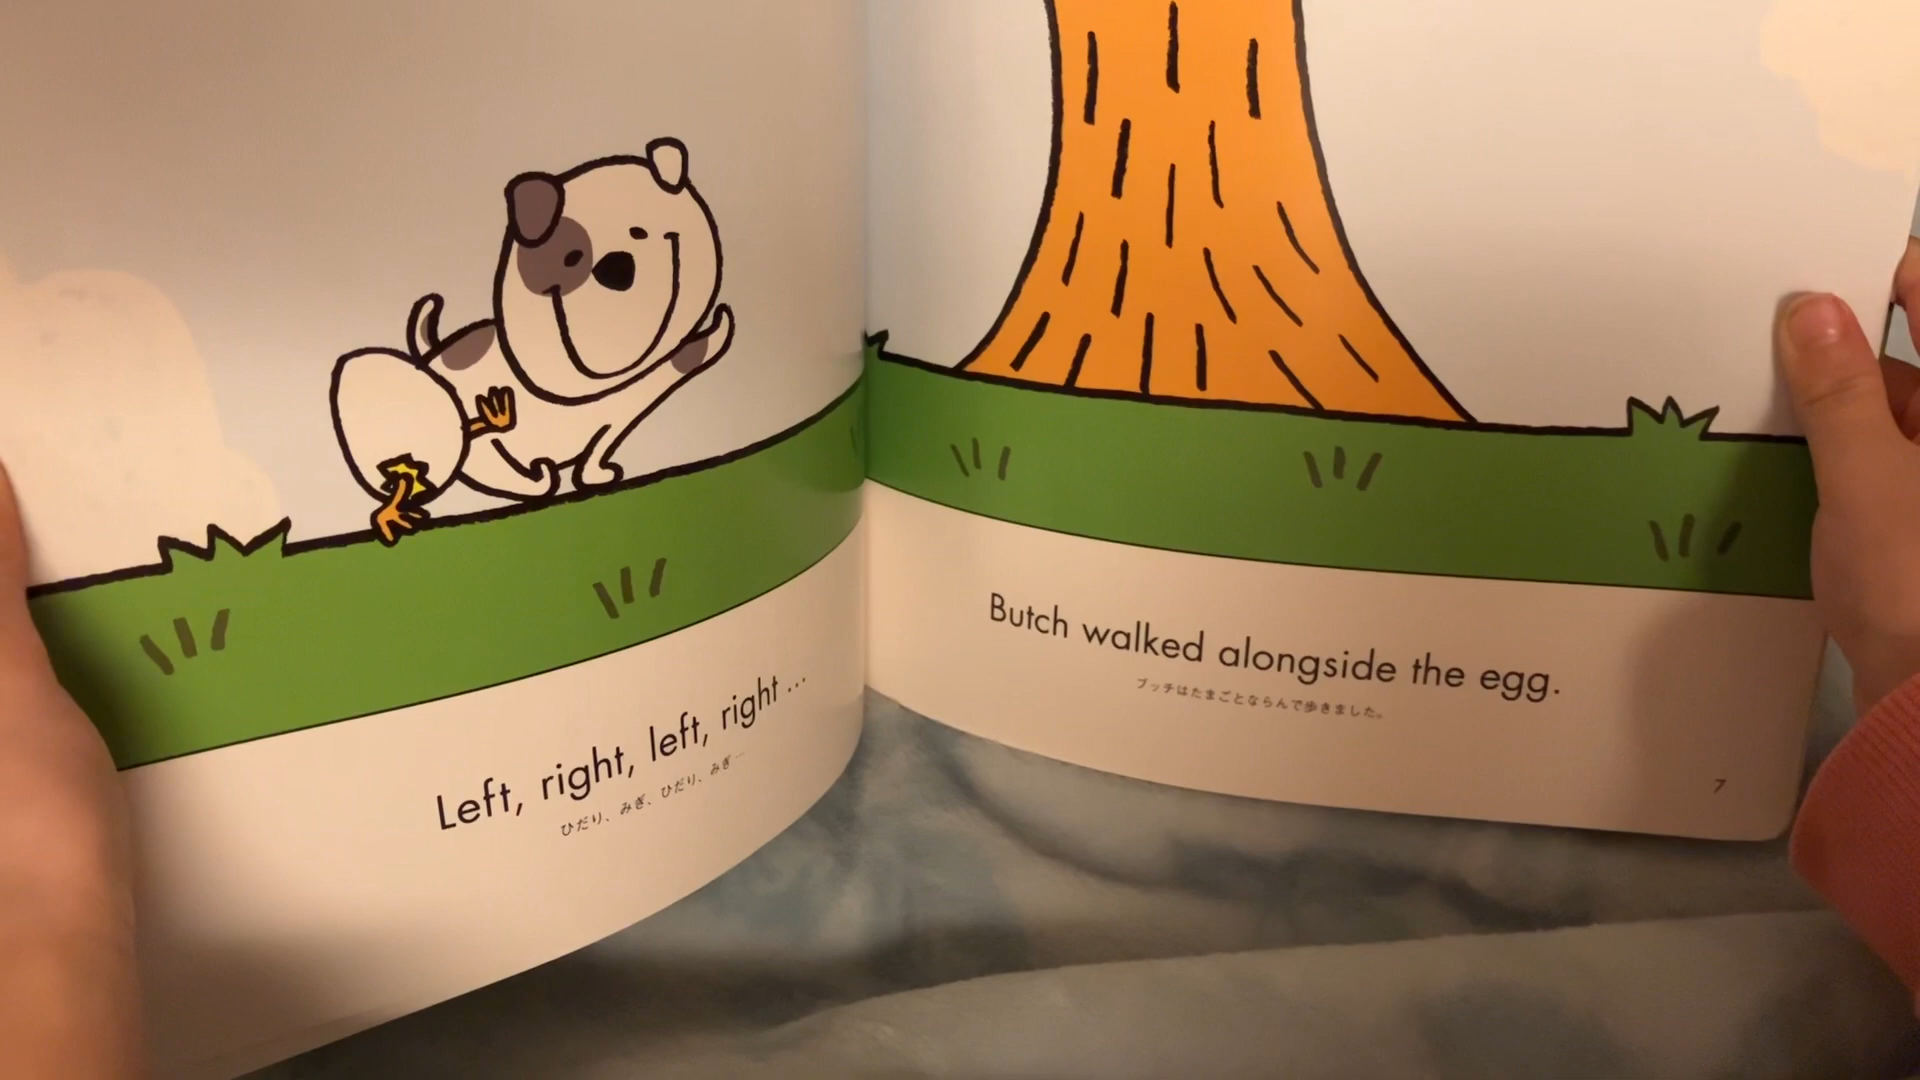 Left, right, left, right ...
ひだり、みぎ、ひだり、みぎ …
Butch walked alongside the egg.
ブッチはたまごとならんで歩きました。
7